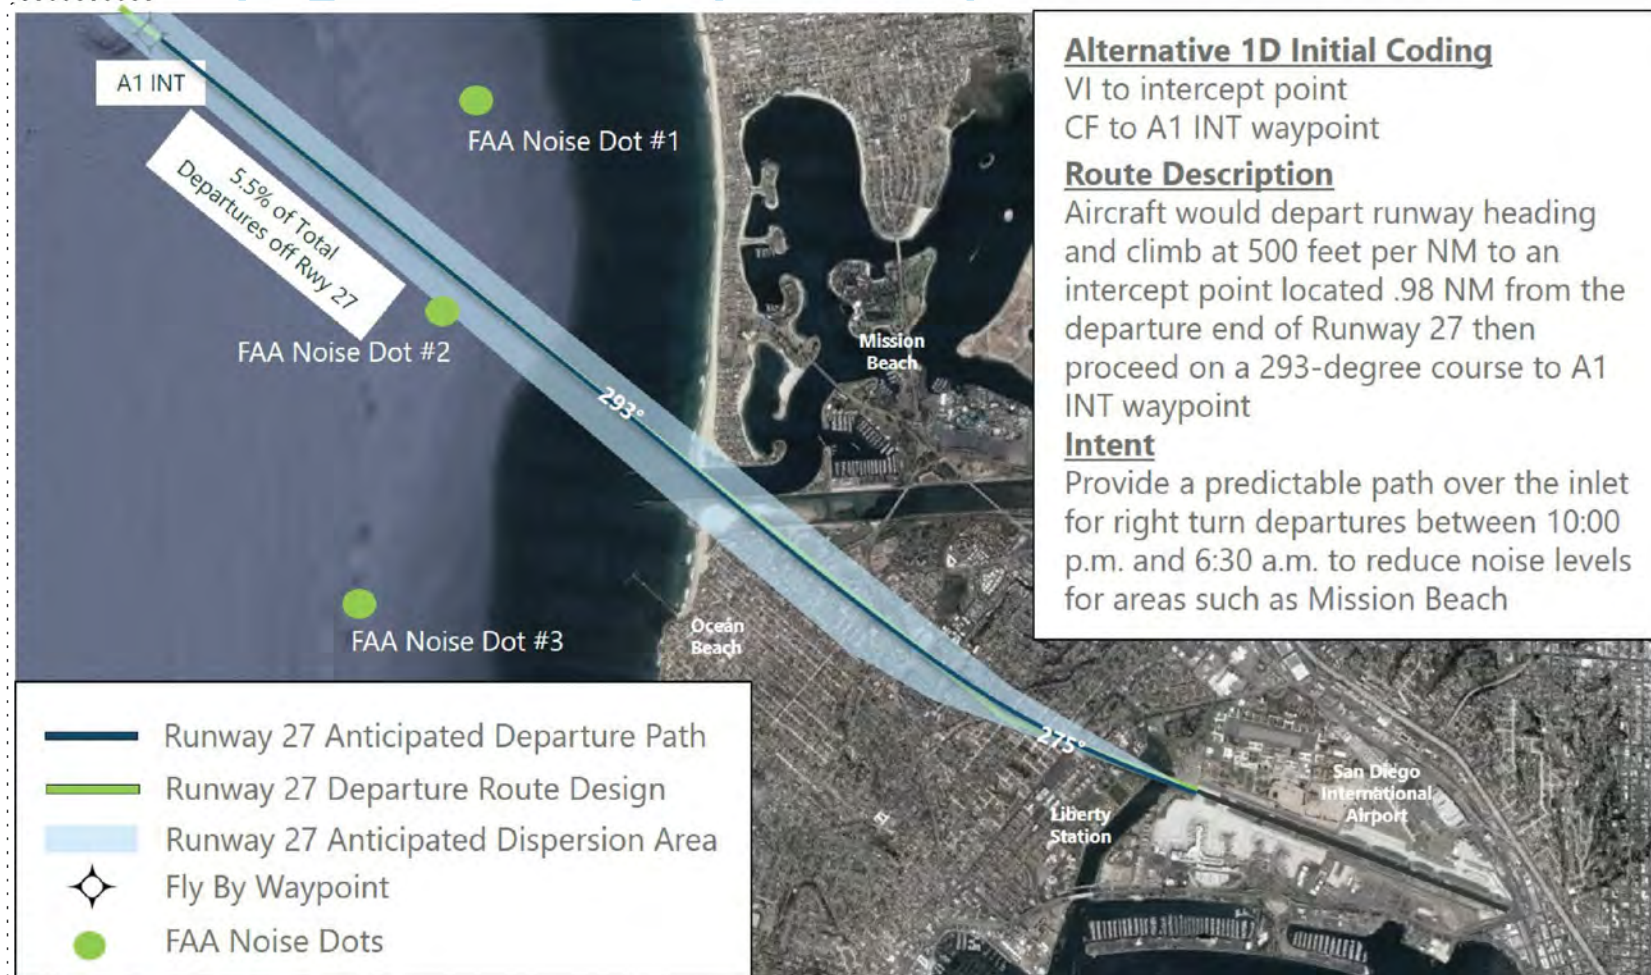 A1 INT
5.5% of Total
Departures off Rwy 27
FAA Noise Dot #1
FAA Noise Dot #2
FAA Noise Dot #3
293°
275°
Mission
Beach
Ocean
Beach
Liberty
Station
San Diego
International
Airport
Alternative 1D Initial Coding
VI to intercept point
CF to A1 INT waypoint
Route Description
Aircraft would depart runway heading
and climb at 500 feet per NM to an
intercept point located .98 NM from the
departure end of Runway 27 then
proceed on a 293-degree course to A1
INT waypoint
Intent
Provide a predictable path over the inlet
for right turn departures between 10:00
p.m. and 6:30 a.m. to reduce noise levels
for areas such as Mission Beach
Runway 27 Anticipated Departure Path
Runway 27 Departure Route Design
Runway 27 Anticipated Dispersion Area
Fly By Waypoint
FAA Noise Dots